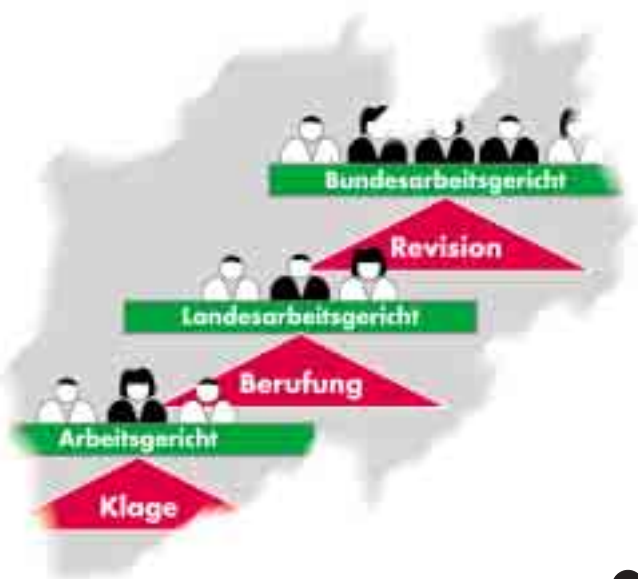 Bundesarbeitsgericht
Revision
Landesarbeitsgericht
Berufung
Arbeitsgericht
Klage